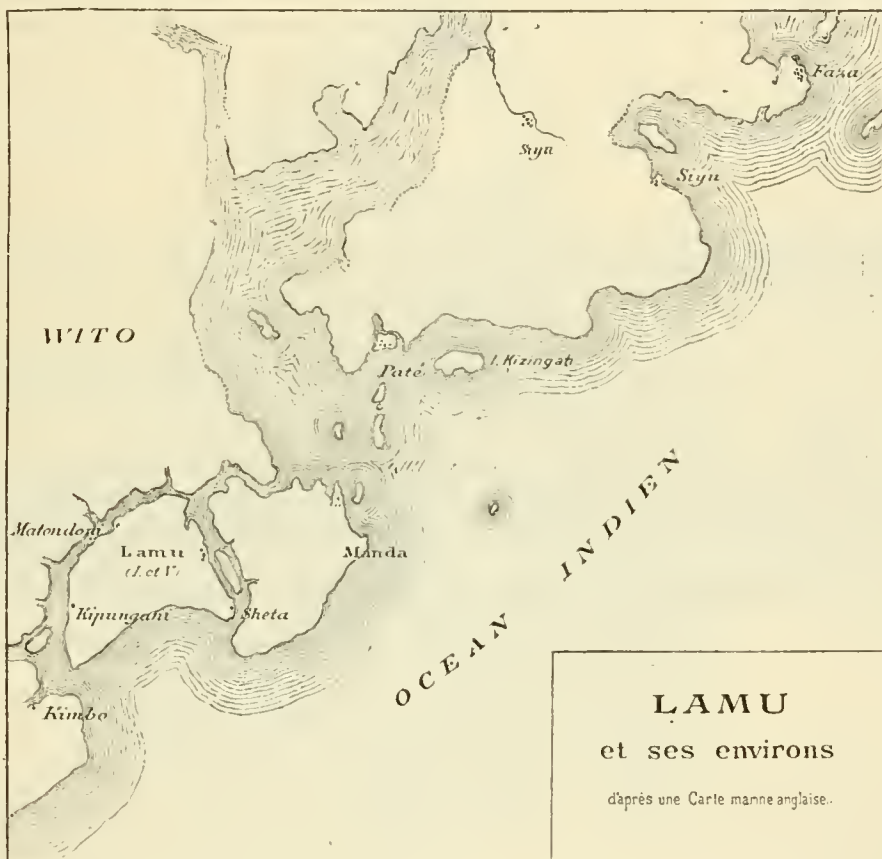 Faza
Siyu
Siyu
WITO
Paté
I. Kizingati
Matondoni
Lamu
(I. et V.)
Manda
Kipungani
Sheta
OCEAN INDIEN
Kimbo
LAMU
et ses environs
d'après une Carte marine anglaise.